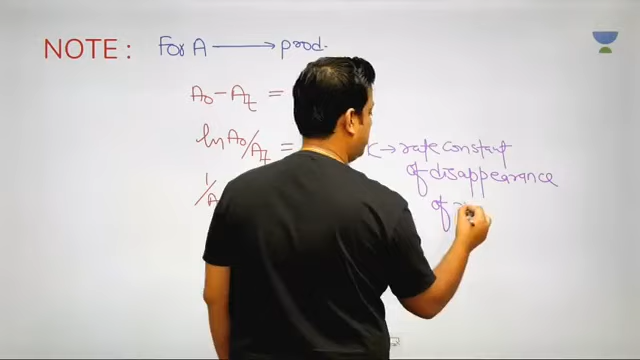 NOTE : For A ⟶ prod.
A₀ – A_t =
ln A₀/A_t =
K → rate constant
of disappearance
1/A
of